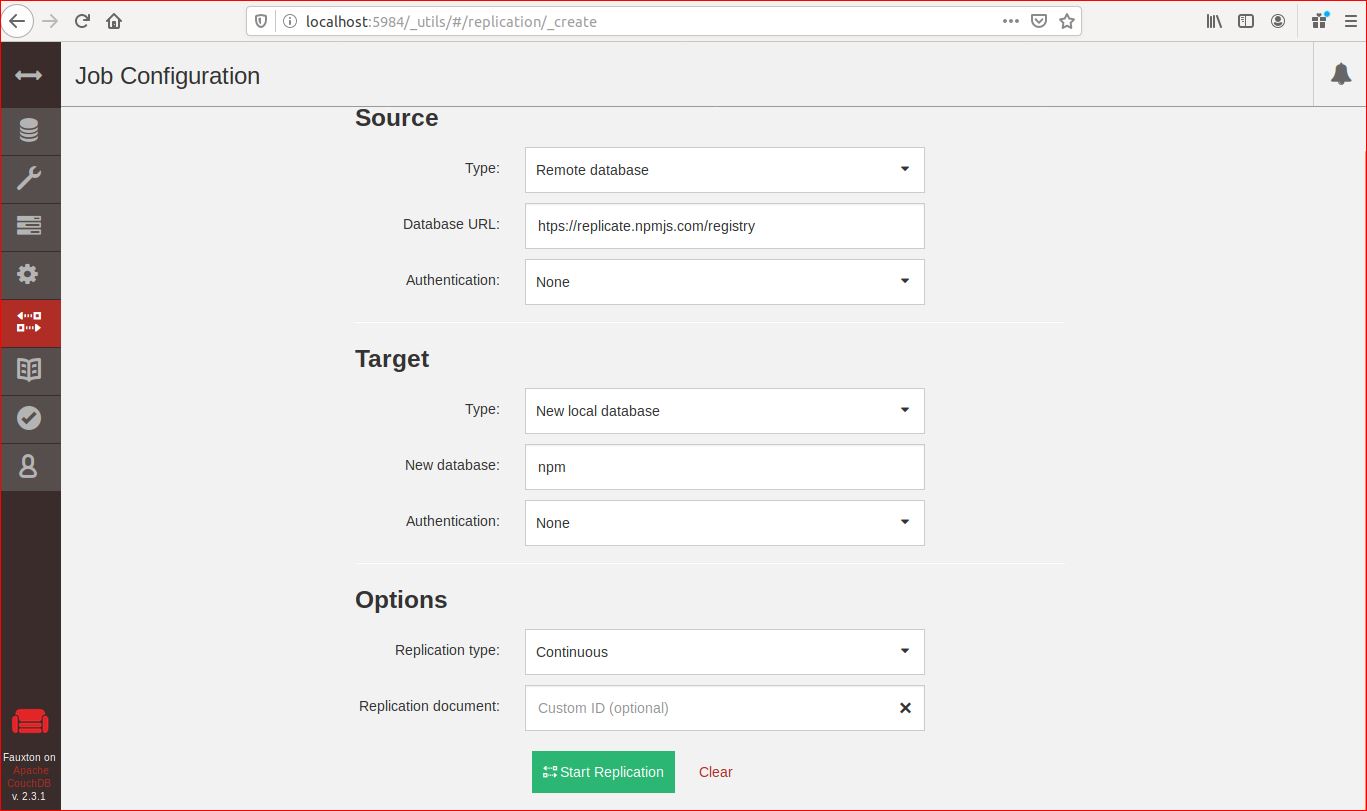 localhost:5984/_utils/#/replication/_create
Job Configuration
Source
Type: Remote database
Database URL: htps://replicate.npmjs.com/registry
Authentication: None
Target
Type: New local database
New database: npm
Authentication: None
Options
Replication type: Continuous
Replication document: Custom ID (optional)
Start Replication Clear
Fauxton on
Apache
CouchDB
v. 2.3.1